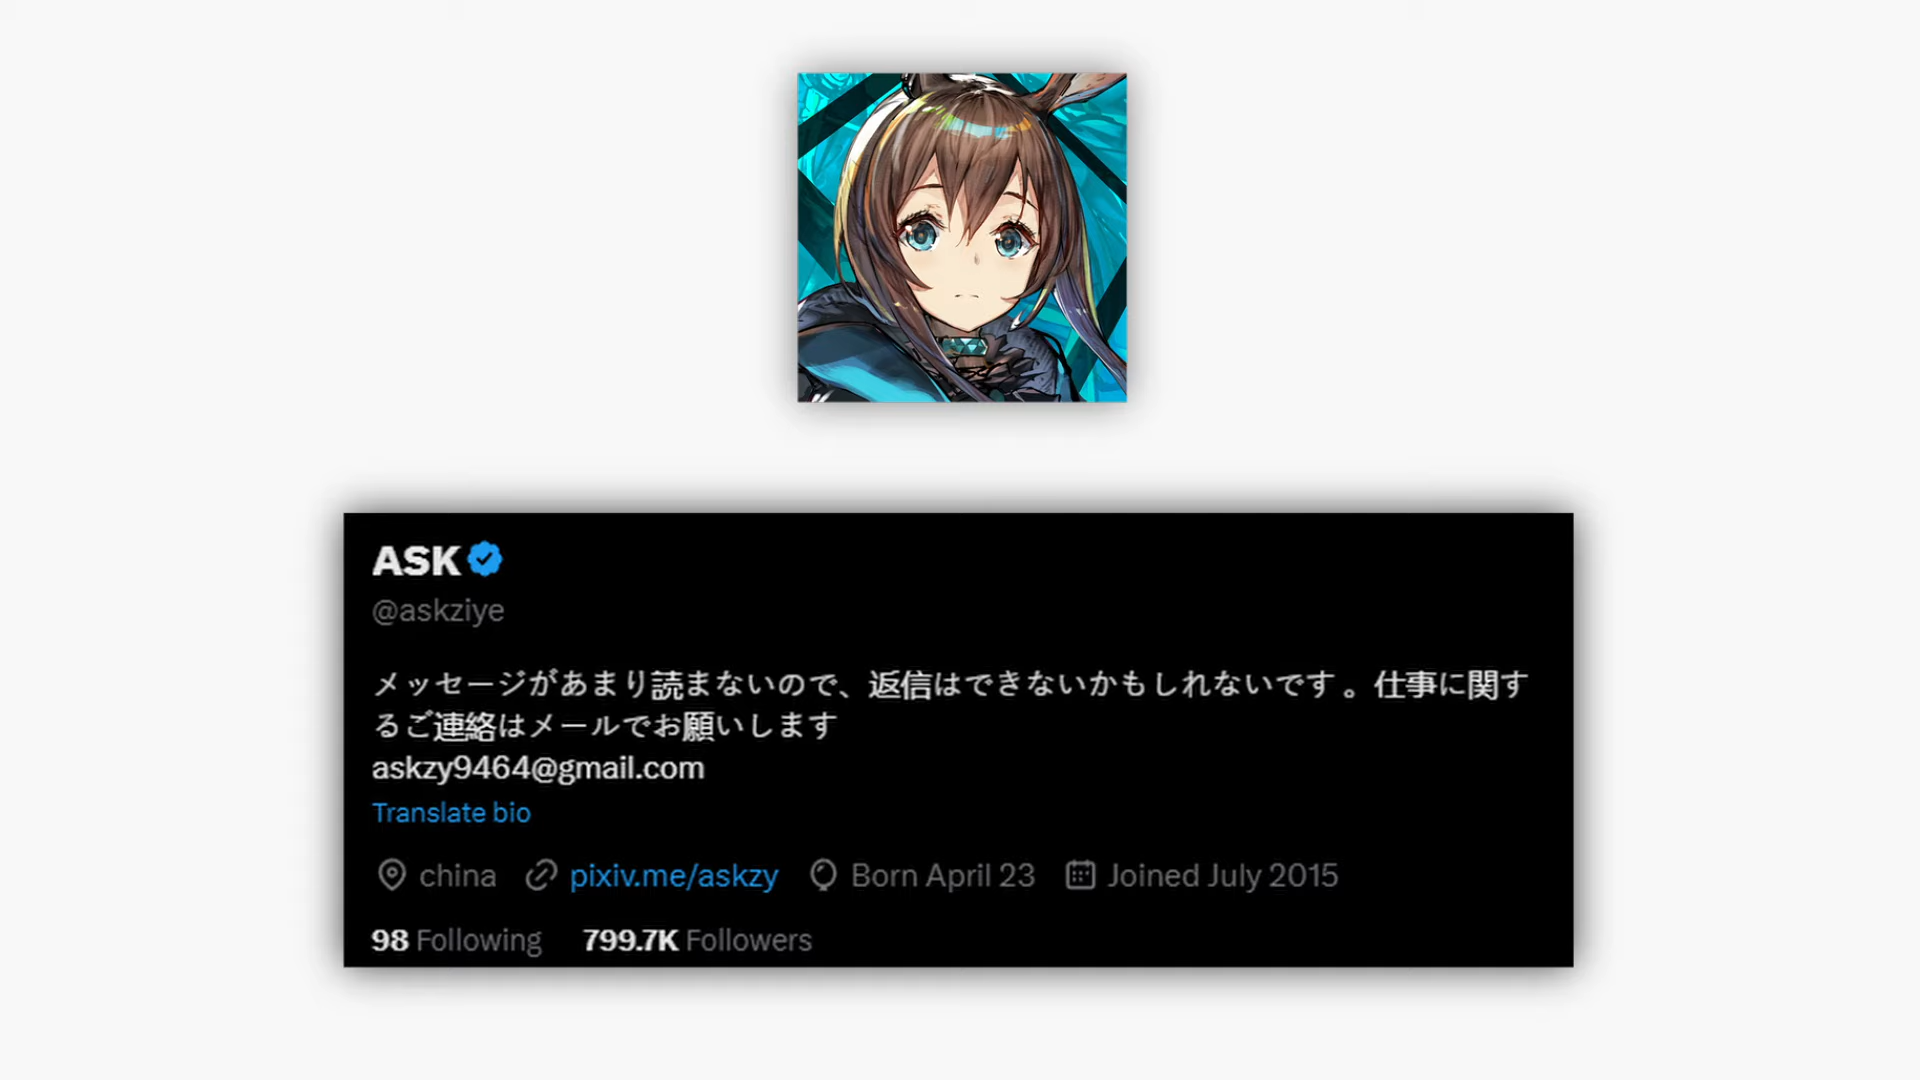 ASK
@askziye
メッセージがあまり読まないので、返信はできないかもしれないです 。仕事に関す
るご連絡はメールでお願いします
askzy9464@gmail.com
Translate bio
china pixiv.me/askzy Born April 23 Joined July 2015
98 Following 799.7K Followers